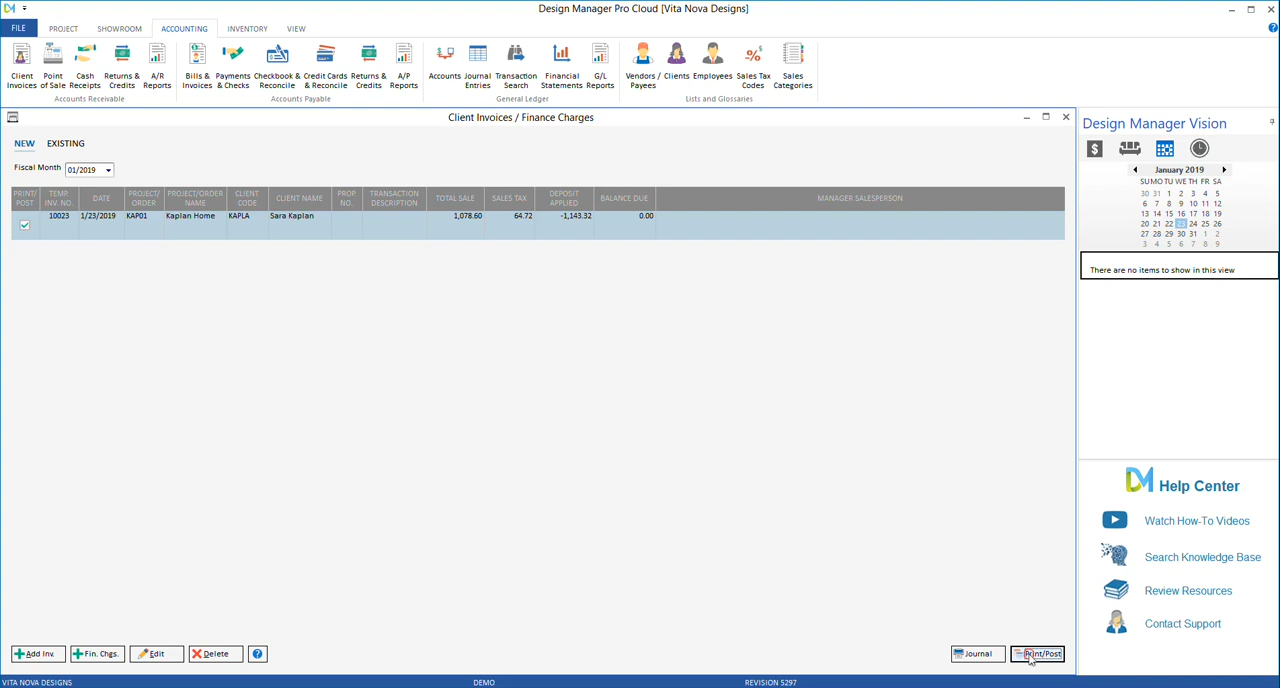 Design Manager Pro Cloud [Vita Nova Designs]
FILE PROJECT SHOWROOM ACCOUNTING INVENTORY VIEW
Client Invoices
Point of Sale
Cash Receipts
Returns & Credits
A/R Reports
Bills & Invoices
Payments & Checks
Checkbook & Reconcile
Credit Cards & Reconcile
Returns & Credits
A/P Reports
Accounts
Journal Entries
Transaction Search
Financial Statements
G/L Reports
Vendors / Payees
Clients
Employees
Sales Tax Codes
Sales Categories
Accounts Receivable Accounts Payable General Ledger Lists and Glossaries
Client Invoices / Finance Charges
NEW EXISTING
Fiscal Month 01/2019
PRINT/ POST TEMP. INV. NO. DATE PROJECT/ ORDER PROJECT/ORDER NAME CLIENT CODE CLIENT NAME PROP. NO. TRANSACTION DESCRIPTION TOTAL SALE SALES TAX DEPOSIT APPLIED BALANCE DUE MANAGER SALESPERSON
10023 1/23/2019 KAP01 Kaplan Home KAPLA Sara Kaplan 1,078.60 64.72 -1,143.32 0.00
Add Inv. Fin. Chgs. Edit Delete ? Journal Print/Post
Design Manager Vision
$
January 2019
SU MO TU WE TH FR SA
30 31 1 2 3 4 5
6 7 8 9 10 11 12
13 14 15 16 17 18 19
20 21 22 23 24 25 26
27 28 29 30 31 1 2
3 4 5 6 7 8 9
There are no items to show in this view
DM Help Center
Watch How-To Videos
Search Knowledge Base
Review Resources
Contact Support
VITA NOVA DESIGNS DEMO REVISION 5297